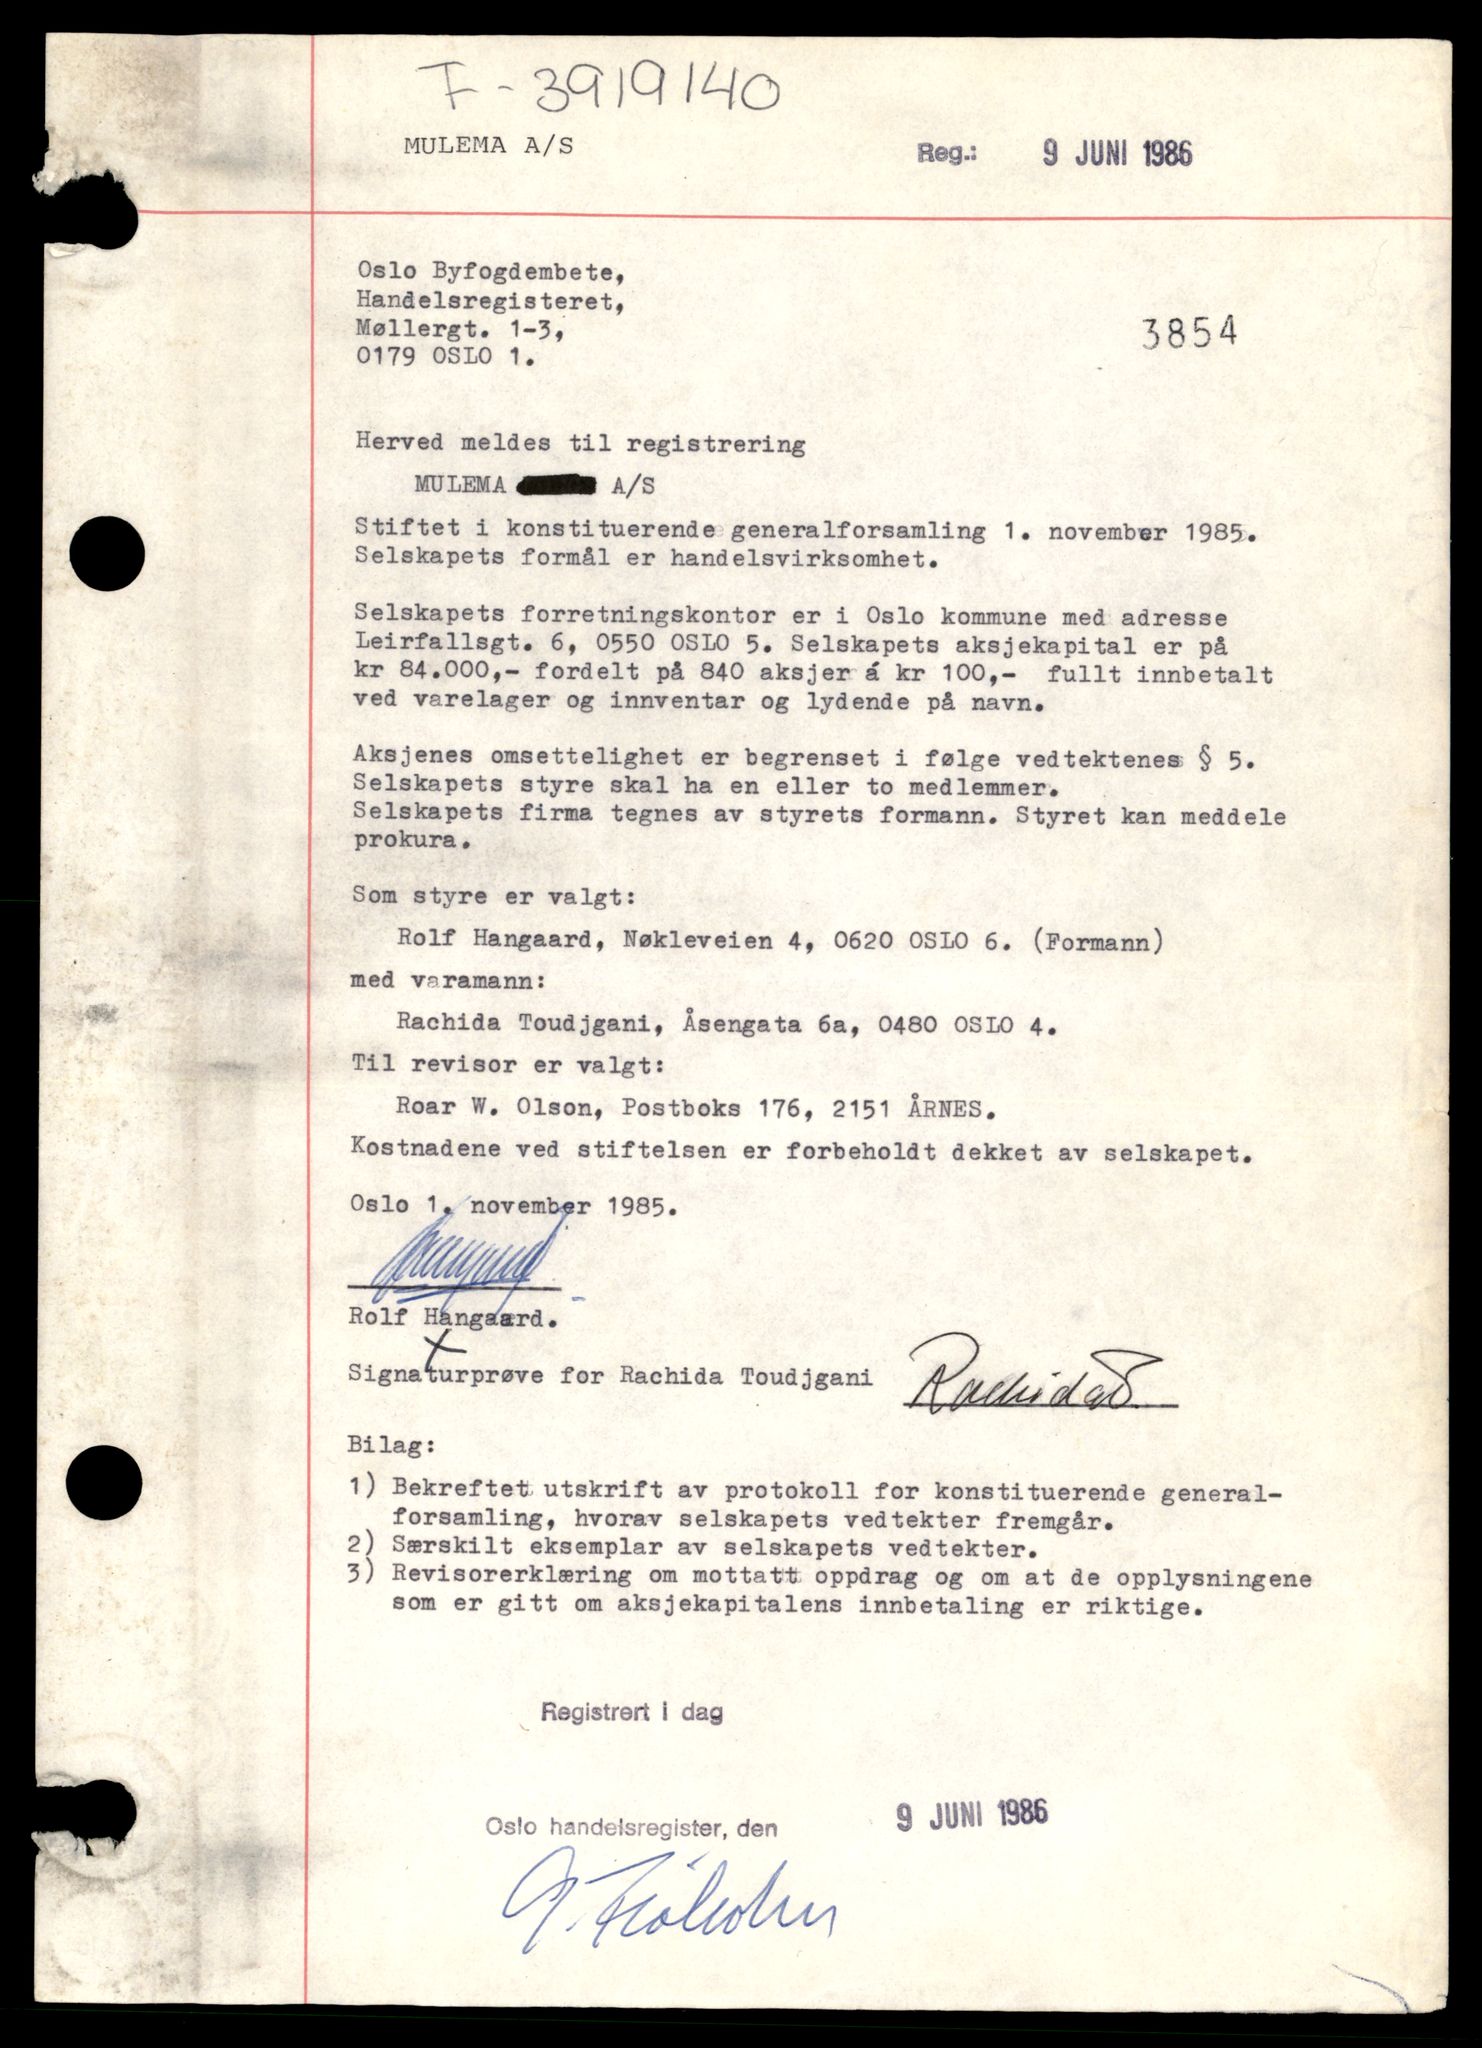 F-3919140
MULEMA A/S
Reg.: 9 JUNI 1986
Oslo Byfogdembete,
Handelsregisteret,
Møllergt. 1-3,
0179 OSLO 1.
3854
Herved meldes til registrering
MULEMA A/S
Stiftet i konstituerende generalforsamling 1. november 1985.
Selskapets formål er handelsvirksomhet.
Selskapets forretningskontor er i Oslo kommune med adresse
Leirfallsgt. 6, 0550 OSLO 5. Selskapets aksjekapital er på
kr 84.000,- fordelt på 840 aksjer á kr 100,- fullt innbetalt
ved varelager og innventar og lydende på navn.
Aksjenes omsettelighet er begrenset i følge vedtektenes § 5.
Selskapets styre skal ha en eller to medlemmer.
Selskapets firma tegnes av styrets formann. Styret kan meddele
prokura.
Som styre er valgt:
Rolf Hangaard, Nøkleveien 4, 0620 OSLO 6. (Formann)
med varamann:
Rachida Toudjgani, Åsengata 6a, 0480 OSLO 4.
Til revisor er valgt:
Roar W. Olson, Postboks 176, 2151 ÅRNES.
Kostnadene ved stiftelsen er forbeholdt dekket av selskapet.
Oslo 1. november 1985.
Rolf Hangaard.
Signaturprøve for Rachida Toudjgani
Bilag:
1) Bekreftet utskrift av protokoll for konstituerende general-
forsamling, hvorav selskapets vedtekter fremgår.
2) Særskilt eksemplar av selskapets vedtekter.
3) Revisorerklæring om mottatt oppdrag og om at de opplysningene
som er gitt om aksjekapitalens innbetaling er riktige.
Registrert i dag
Oslo handelsregister, den 9 JUNI 1986